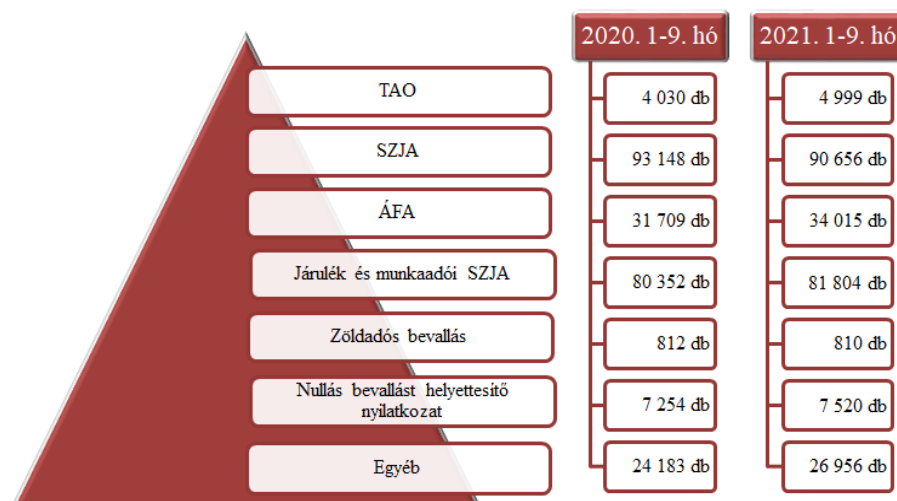 2020. 1-9. hó 2021. 1-9. hó
TAO 4 030 db 4 999 db
SZJA 93 148 db 90 656 db
ÁFA 31 709 db 34 015 db
Járulék és munkaadói SZJA 80 352 db 81 804 db
Zöldadós bevallás 812 db 810 db
Nullás bevallást helyettesítő
nyilatkozat 7 254 db 7 520 db
Egyéb 24 183 db 26 956 db